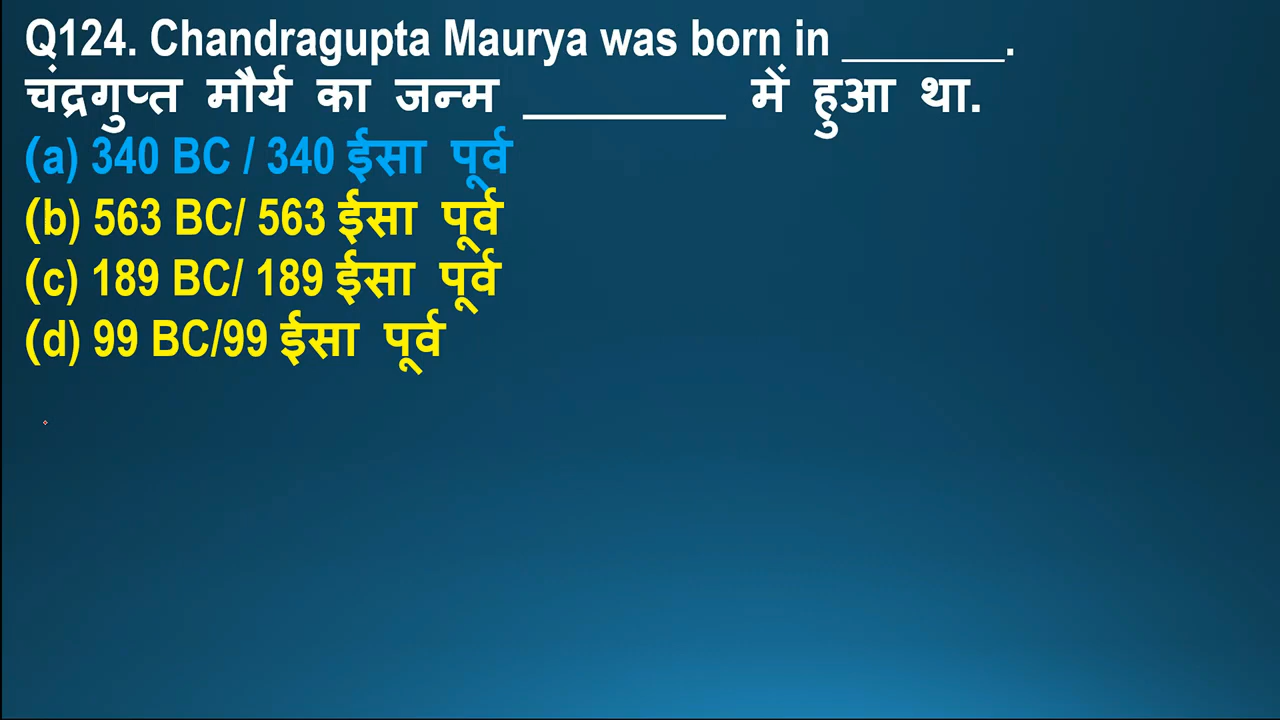 Q124. Chandragupta Maurya was born in _______.
चंद्रगुप्त मौर्य का जन्म ________ में हुआ था.
(a) 340 BC / 340 ईसा पूर्व
(b) 563 BC/ 563 ईसा पूर्व
(c) 189 BC/ 189 ईसा पूर्व
(d) 99 BC/99 ईसा पूर्व